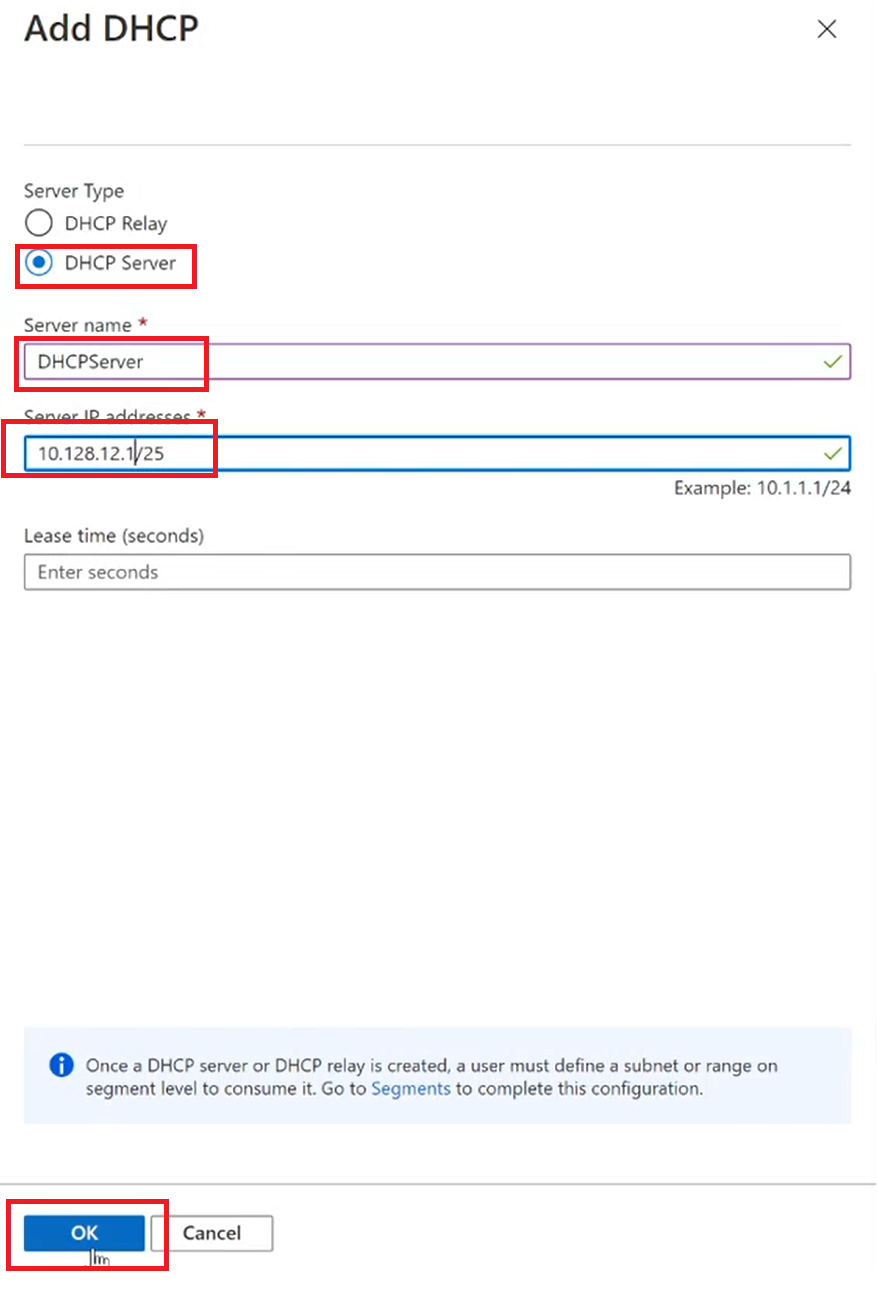 Add DHCP
Server Type
DHCP Relay
DHCP Server
Server name *
DHCPServer
Server IP addresses *
10.128.12.1/25
Example: 10.1.1.1/24
Lease time (seconds)
Enter seconds
Once a DHCP server or DHCP relay is created, a user must define a subnet or range on
segment level to consume it. Go to Segments to complete this configuration.
OK
Cancel